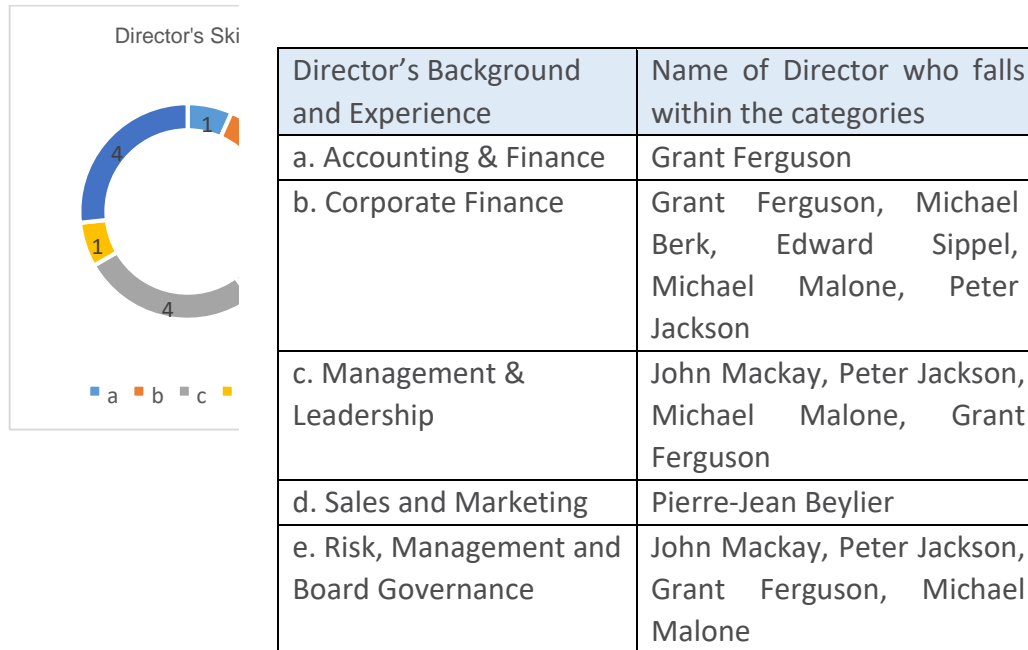 Director's Ski
1
4
1
4
a b c
Director’s Background
and Experience
Name of Director who falls
within the categories
a. Accounting & Finance
Grant Ferguson
b. Corporate Finance
Grant Ferguson, Michael
Berk, Edward Sippel,
Michael Malone, Peter
Jackson
c. Management &
Leadership
John Mackay, Peter Jackson,
Michael Malone, Grant
Ferguson
d. Sales and Marketing
Pierre-Jean Beylier
e. Risk, Management and
Board Governance
John Mackay, Peter Jackson,
Grant Ferguson, Michael
Malone